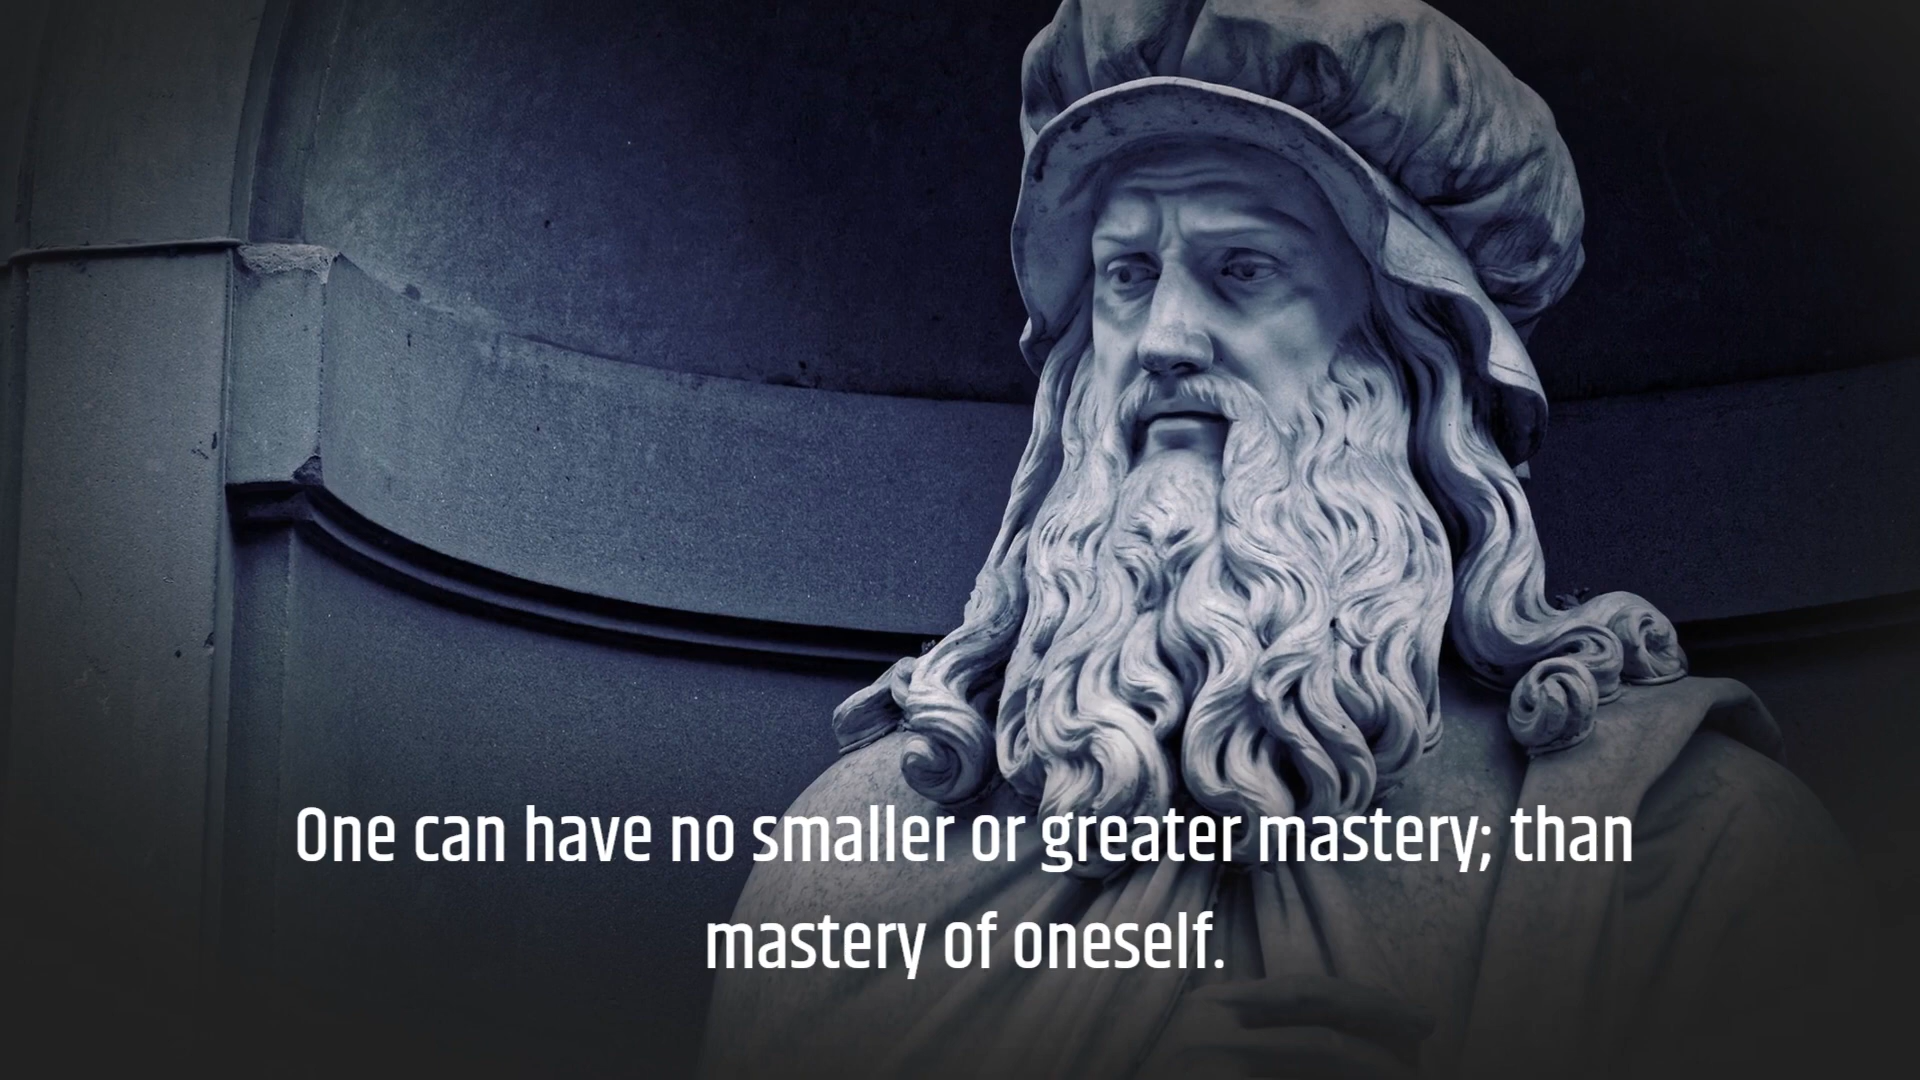 One can have no smaller or greater mastery; than
mastery of oneself.